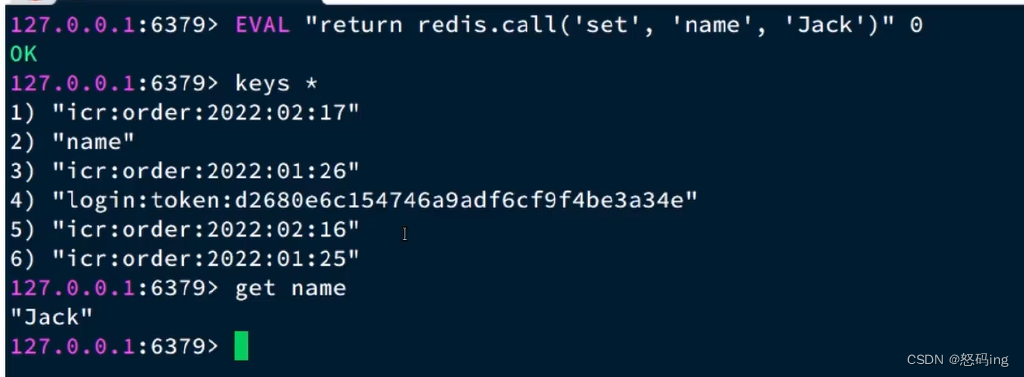 127.0.0.1:6379> EVAL "return redis.call('set', 'name', 'Jack')" 0
OK
127.0.0.1:6379> keys *
1) "icr:order:2022:02:17"
2) "name"
3) "icr:order:2022:01:26"
4) "login:token:d2680e6c154746a9adf6cf9f4be3a34e"
5) "icr:order:2022:02:16"
6) "icr:order:2022:01:25"
127.0.0.1:6379> get name
"Jack"
127.0.0.1:6379>
CSDN @怒码ing